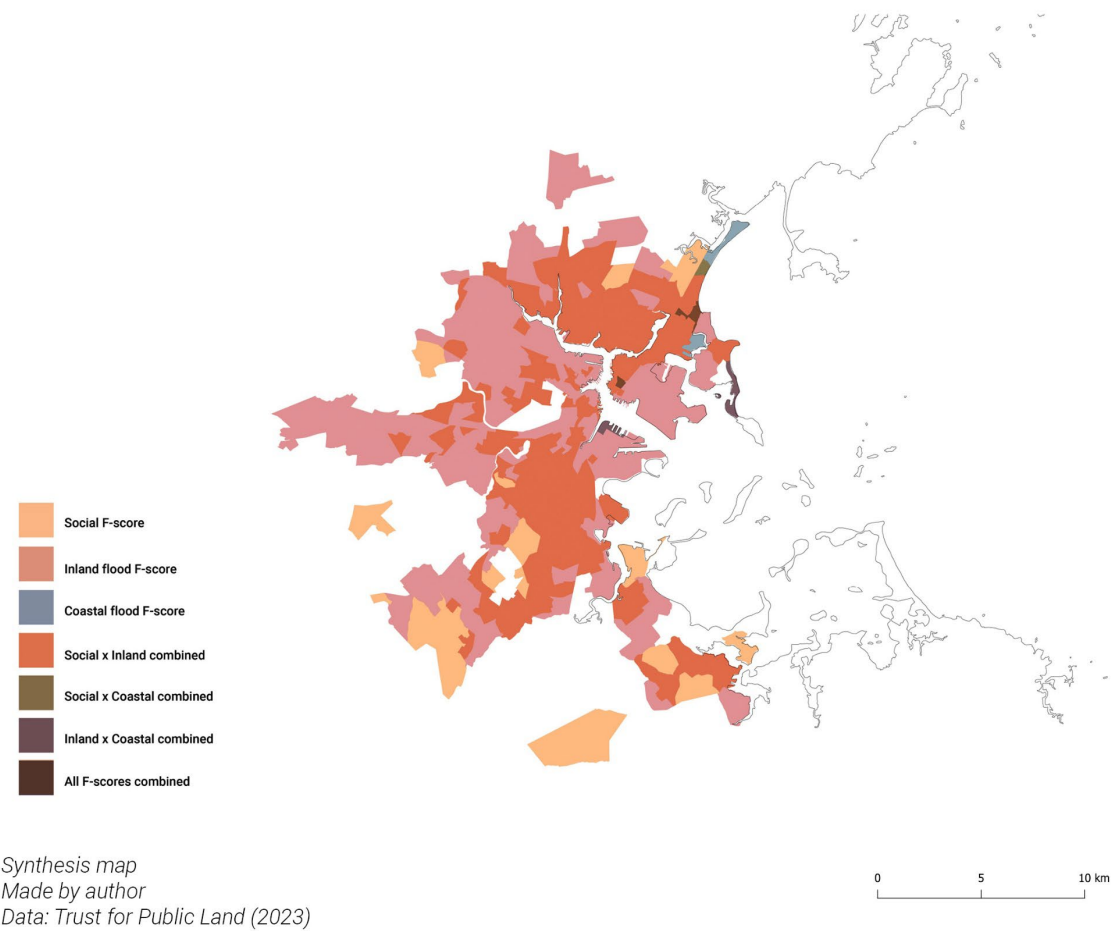 Social F-score
Inland flood F-score
Coastal flood F-score
Social x Inland combined
Social x Coastal combined
Inland x Coastal combined
All F-scores combined
Synthesis map
Made by author
Data: Trust for Public Land (2023)
0 5 10 km